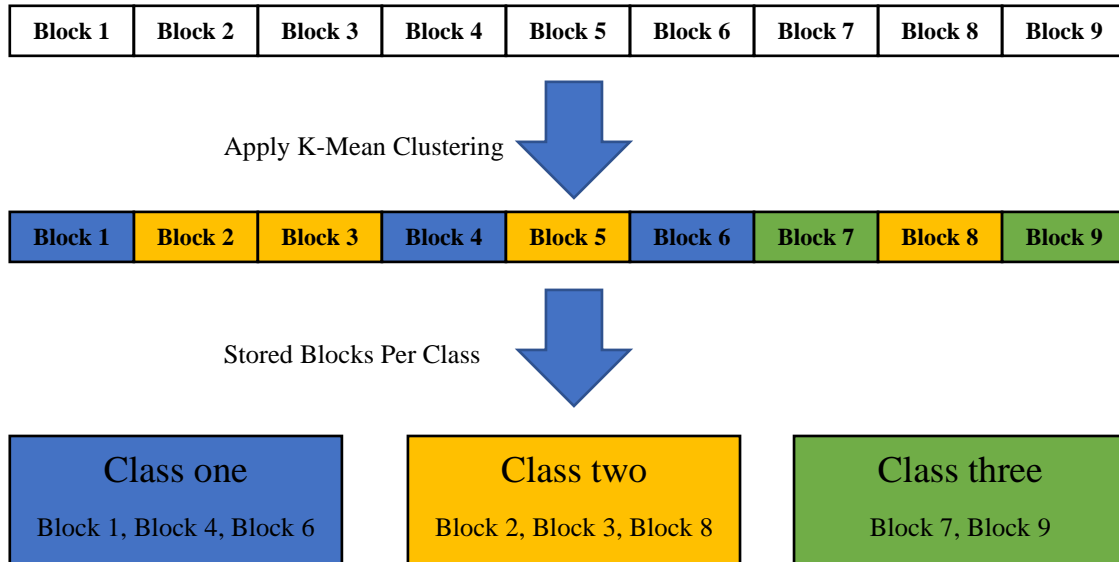 Block 1 Block 2 Block 3 Block 4 Block 5 Block 6 Block 7 Block 8 Block 9
Apply K-Mean Clustering
Block 1 Block 2 Block 3 Block 4 Block 5 Block 6 Block 7 Block 8 Block 9
Stored Blocks Per Class
Class one
Block 1, Block 4, Block 6
Class two
Block 2, Block 3, Block 8
Class three
Block 7, Block 9